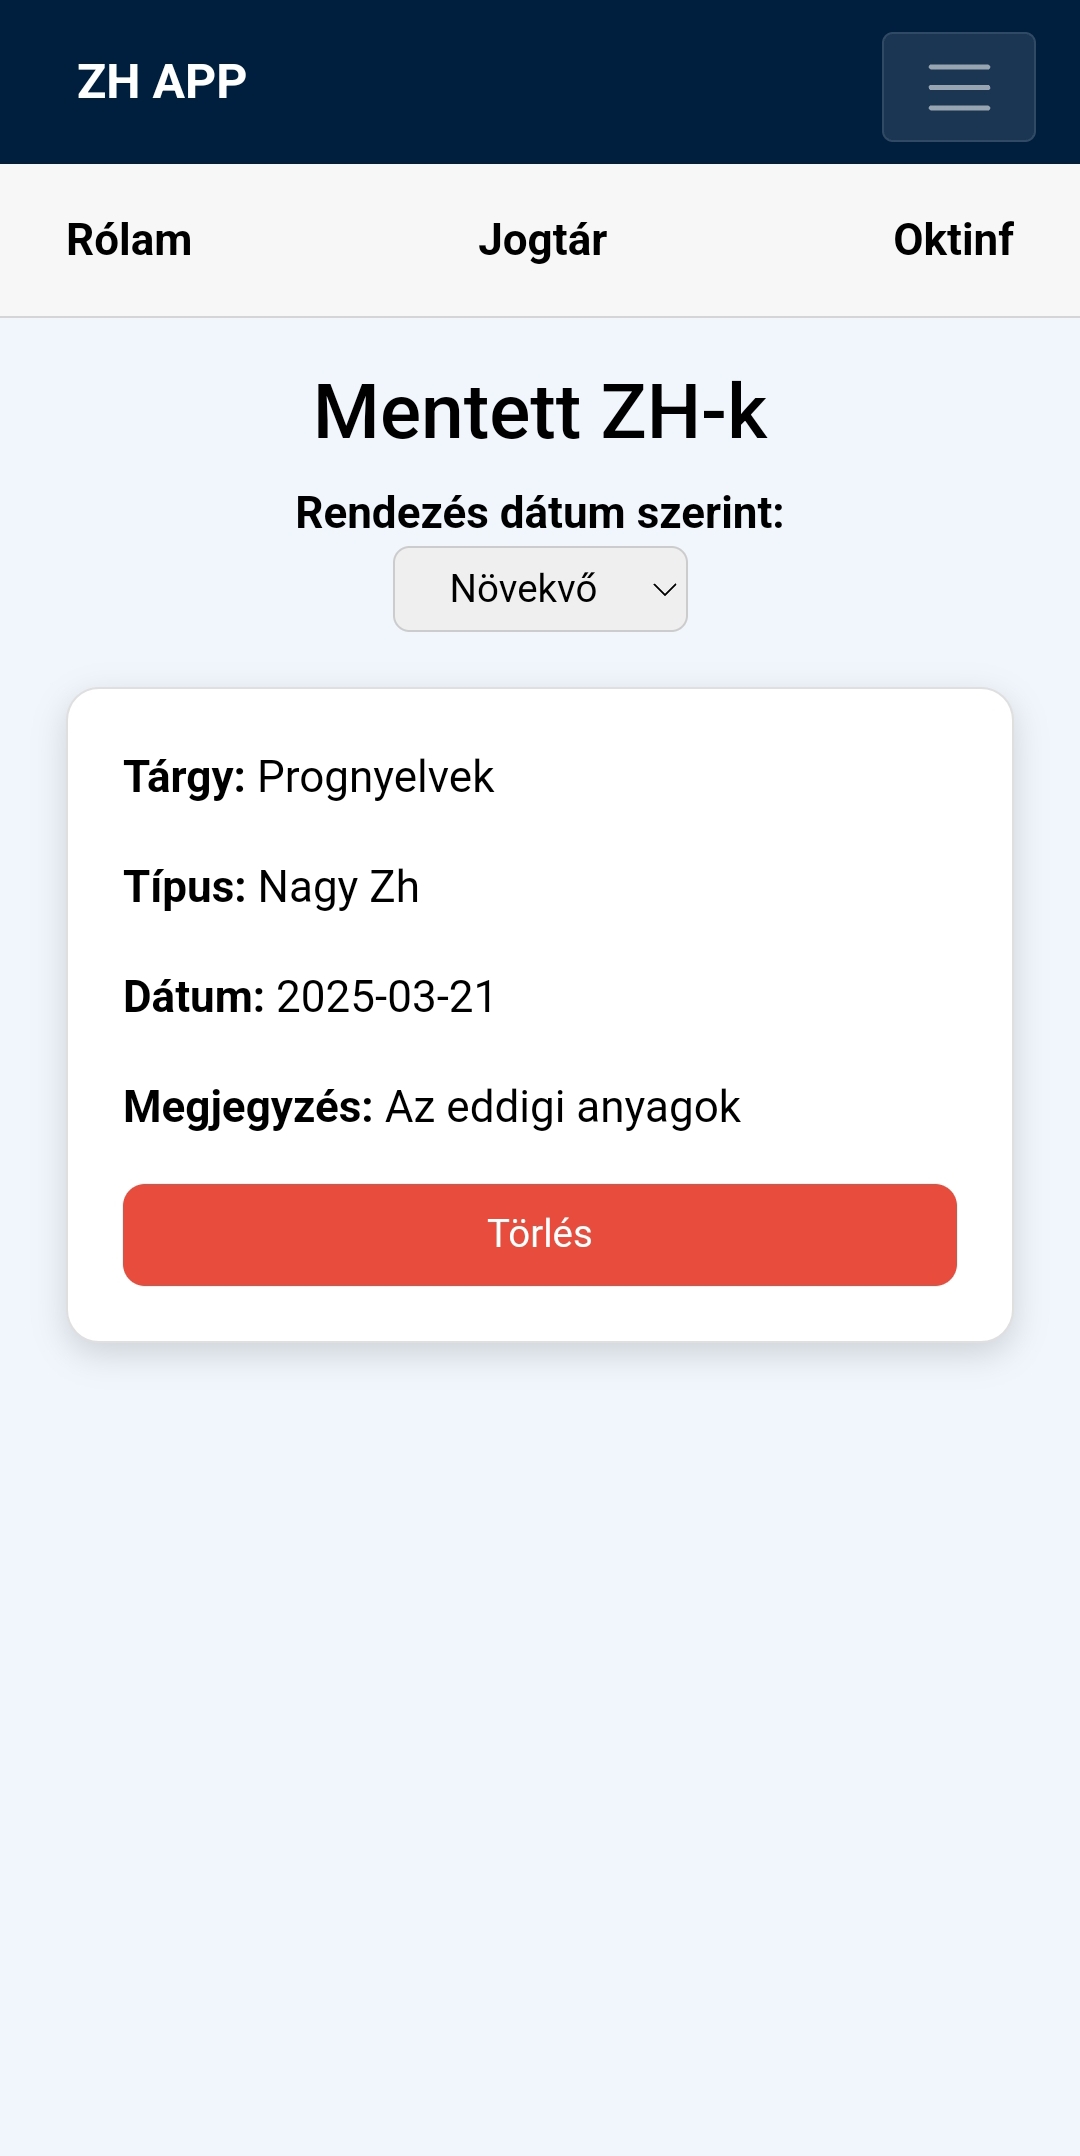 ZH APP
Rólam Jogtár Oktinf
Mentett ZH-k
Rendezés dátum szerint:
Növekvő
Tárgy: Prognyelvek
Típus: Nagy Zh
Dátum: 2025-03-21
Megjegyzés: Az eddigi anyagok
Törlés